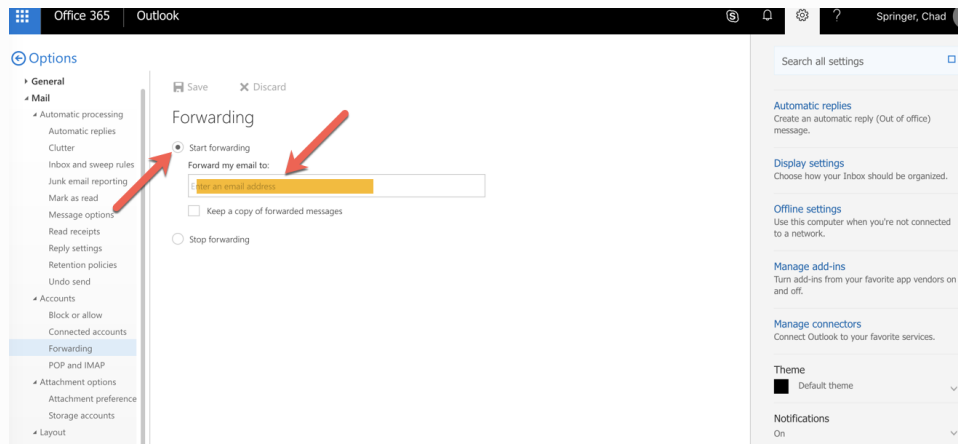 Office 365 Outlook ? Springer, Chad
Options
General
Mail
Automatic processing
Automatic replies
Clutter
Inbox and sweep rules
Junk email reporting
Mark as read
Message options
Read receipts
Reply settings
Retention policies
Undo send
Accounts
Block or allow
Connected accounts
Forwarding
POP and IMAP
Attachment options
Attachment preference
Storage accounts
Layout
Save Discard
Forwarding
Start forwarding
Forward my email to:
Enter an email address
Keep a copy of forwarded messages
Stop forwarding
Search all settings
Automatic replies
Create an automatic reply (Out of office)
message.
Display settings
Choose how your Inbox should be organized.
Offline settings
Use this computer when you're not connected
to a network.
Manage add-ins
Turn add-ins from your favorite app vendors on
and off.
Manage connectors
Connect Outlook to your favorite services.
Theme
Default theme
Notifications
On